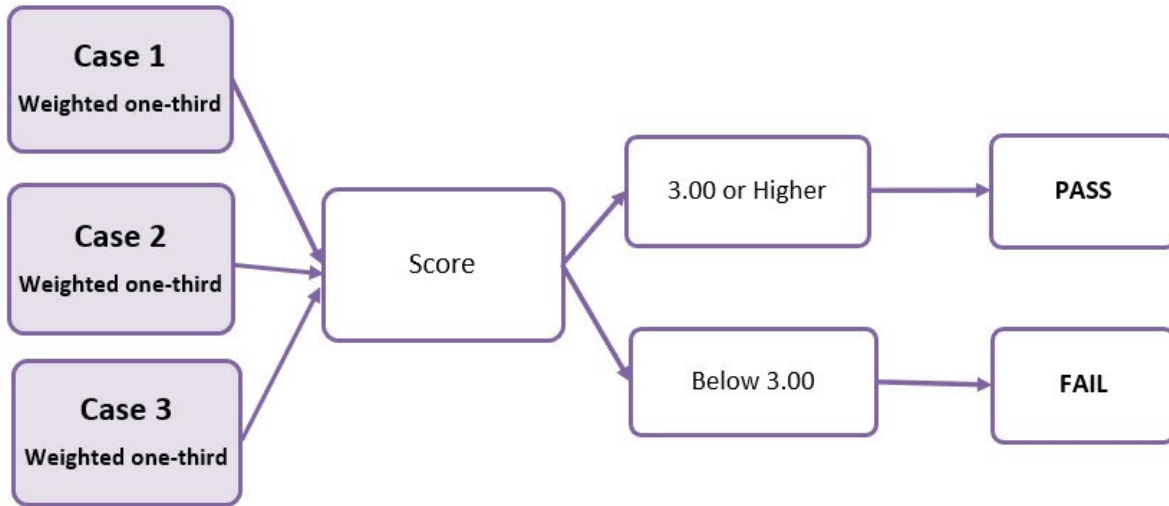 Case 1
Weighted one-third
Case 2
Weighted one-third
Case 3
Weighted one-third
Score
3.00 or Higher
PASS
Below 3.00
FAIL